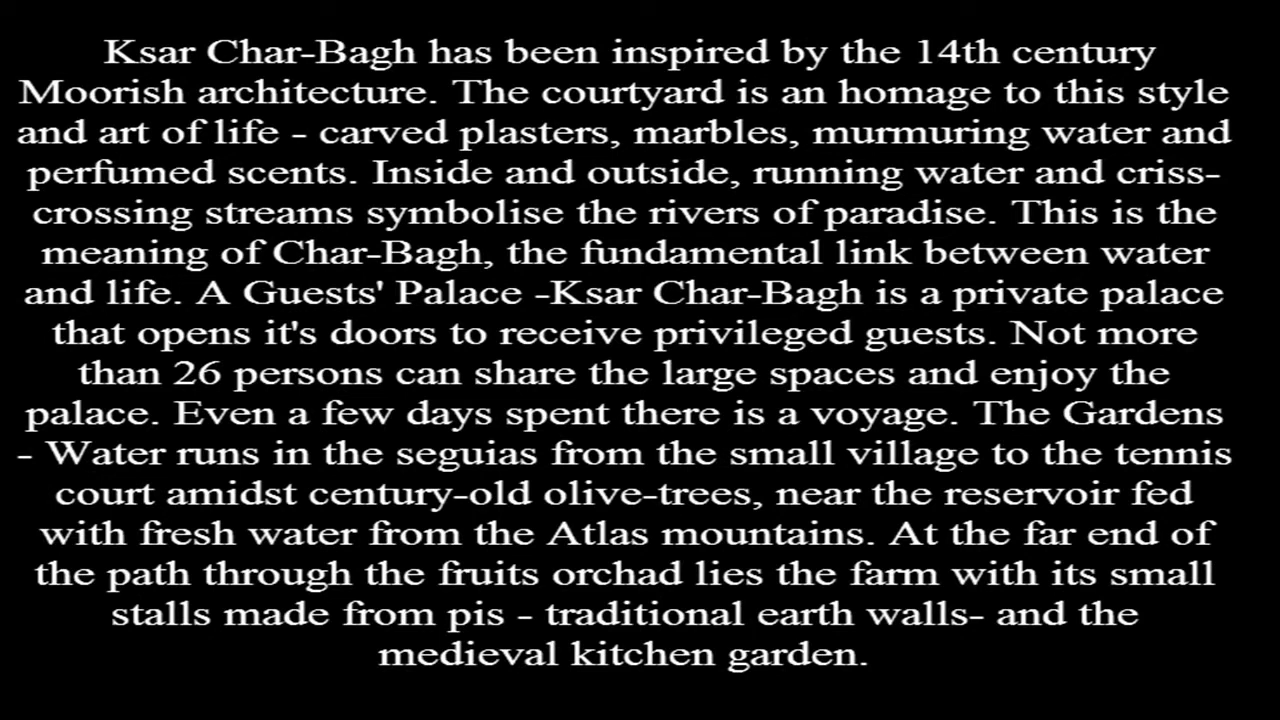 Ksar Char-Bagh has been inspired by the 14th century
Moorish architecture. The courtyard is an homage to this style
and art of life - carved plasters, marbles, murmuring water and
perfumed scents. Inside and outside, running water and criss-
crossing streams symbolise the rivers of paradise. This is the
meaning of Char-Bagh, the fundamental link between water
and life. A Guests' Palace -Ksar Char-Bagh is a private palace
that opens it's doors to receive privileged guests. Not more
than 26 persons can share the large spaces and enjoy the
palace. Even a few days spent there is a voyage. The Gardens
- Water runs in the seguias from the small village to the tennis
court amidst century-old olive-trees, near the reservoir fed
with fresh water from the Atlas mountains. At the far end of
the path through the fruits orchad lies the farm with its small
stalls made from pis - traditional earth walls- and the
medieval kitchen garden.